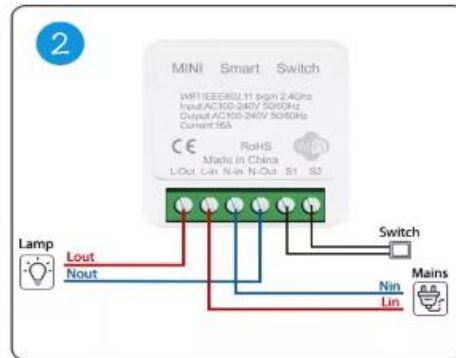 2
MINI Smart Switch
WIFI:IEEE802.11 b/g/n 2.4Ghz
Input:AC100-240V 50/60Hz
Output:AC100-240V 50/60Hz
Current:16A
CE RoHS WiFi
Made in China
L-Out L-in N-in N-Out S1 S2
Switch
Lamp
Lout
Nout
Mains
Nin
Lin